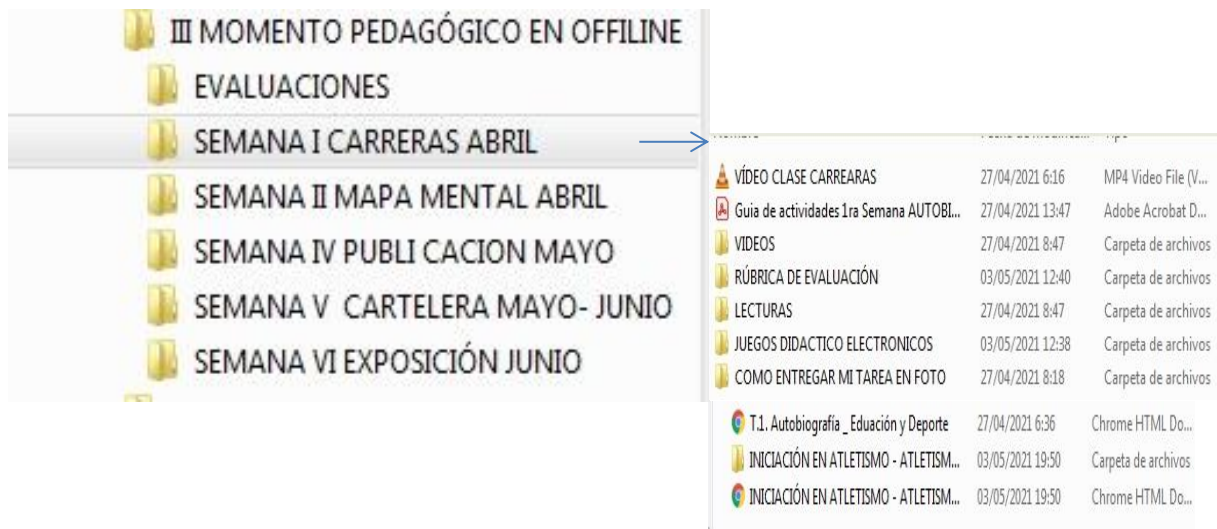 III MOMENTO PEDAGÓGICO EN OFFILINE
EVALUACIONES
SEMANA I CARRERAS ABRIL
SEMANA II MAPA MENTAL ABRIL
SEMANA IV PUBLI CACION MAYO
SEMANA V CARTELERA MAYO- JUNIO
SEMANA VI EXPOSICIÓN JUNIO
VÍDEO CLASE CARREARAS 27/04/2021 6:16 MP4 Video File (V...
Guia de actividades 1ra Semana AUTOBI... 27/04/2021 13:47 Adobe Acrobat D...
VIDEOS 27/04/2021 8:47 Carpeta de archivos
RÚBRICA DE EVALUACIÓN 03/05/2021 12:40 Carpeta de archivos
LECTURAS 27/04/2021 8:47 Carpeta de archivos
JUEGOS DIDACTICO ELECTRONICOS 03/05/2021 12:38 Carpeta de archivos
COMO ENTREGAR MI TAREA EN FOTO 27/04/2021 8:18 Carpeta de archivos
T.1. Autobiografía _ Eduación y Deporte 27/04/2021 6:36 Chrome HTML Do...
INICIACIÓN EN ATLETISMO - ATLETISM... 03/05/2021 19:50 Carpeta de archivos
INICIACIÓN EN ATLETISMO - ATLETISM... 03/05/2021 19:50 Chrome HTML Do...